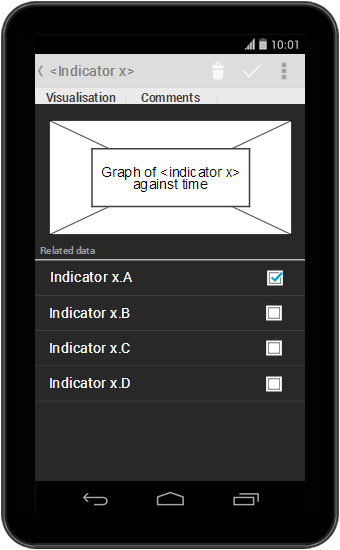 10:01
<Indicator x>
Visualisation Comments
Graph of <indicator x>
against time
Related data
Indicator x.A
Indicator x.B
Indicator x.C
Indicator x.D